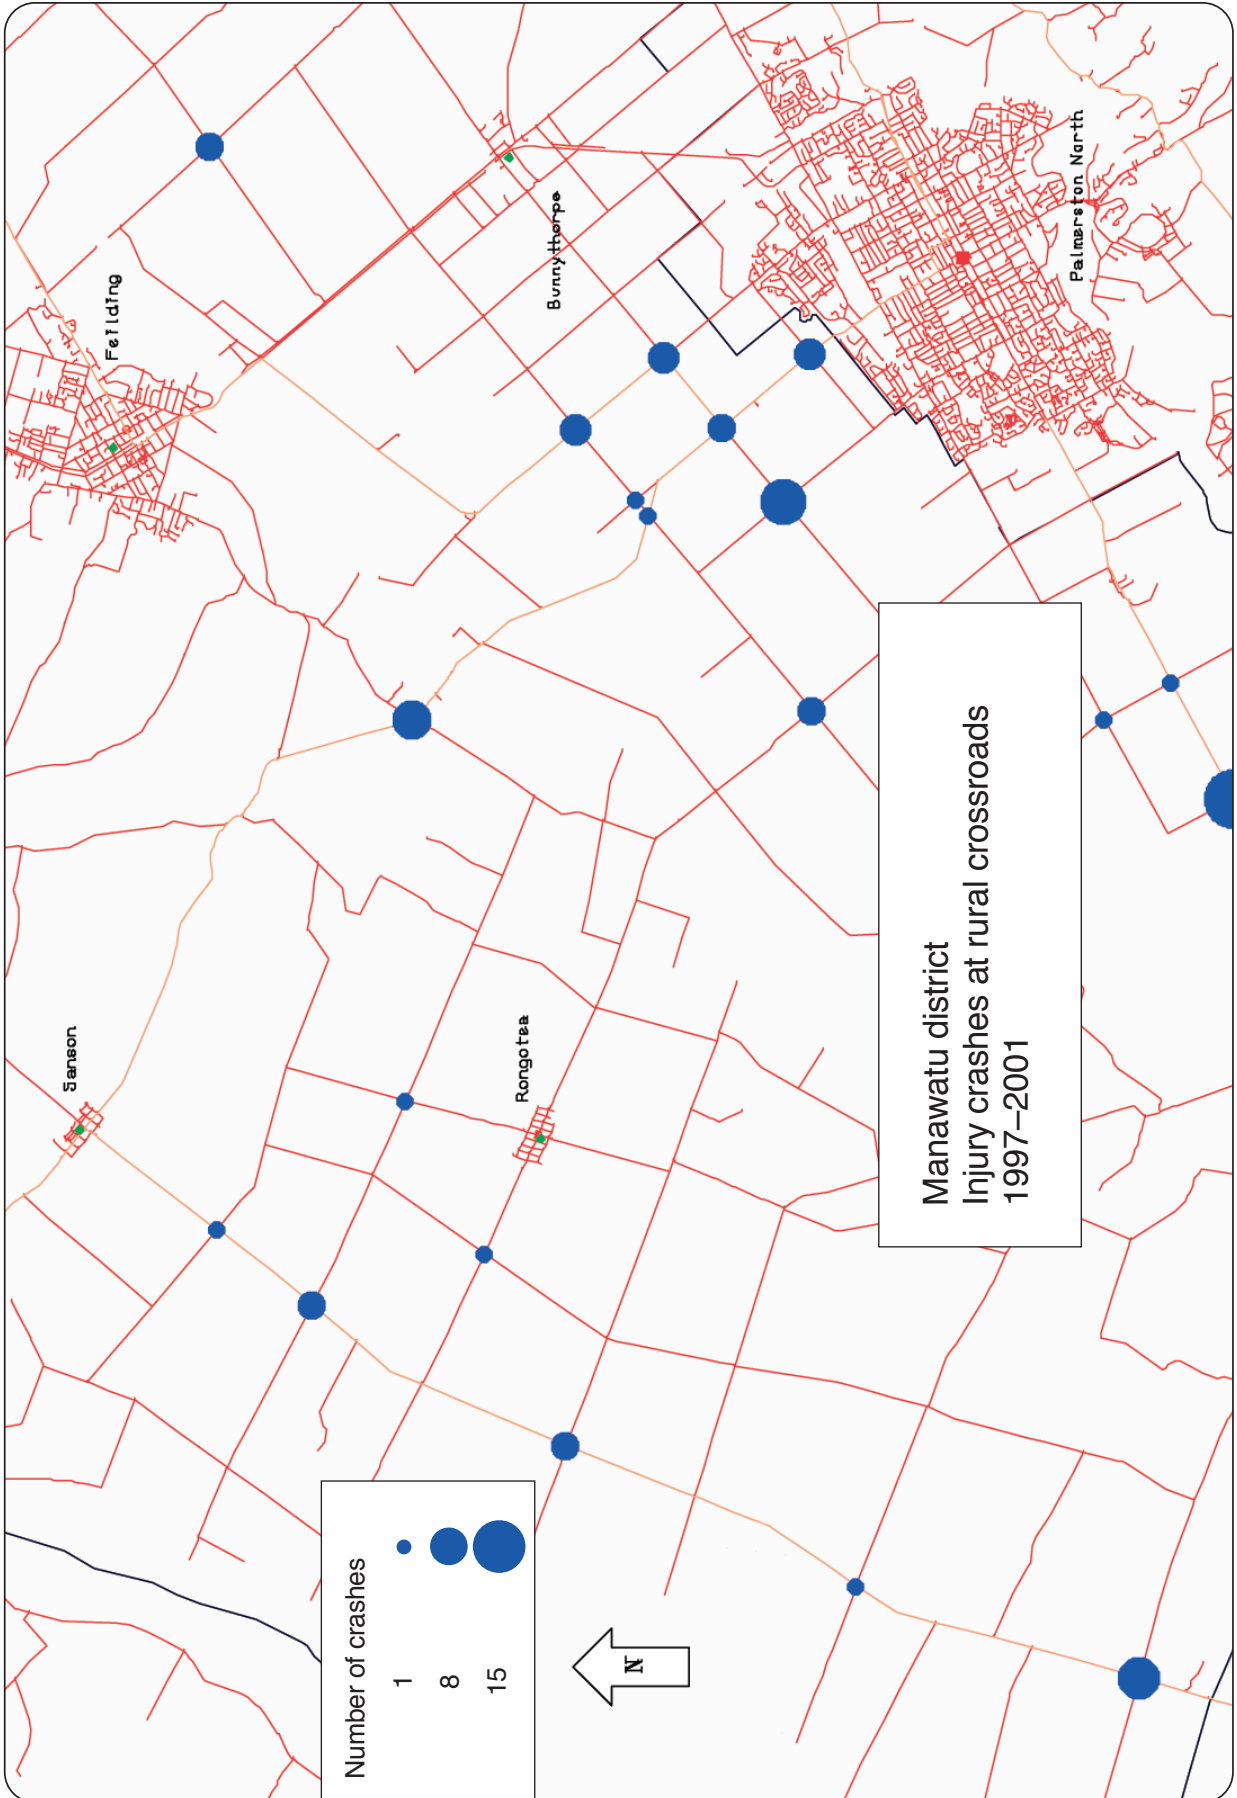 Manawatu district
Injury crashes at rural crossroads
1997–2001
Sanson
Feilding
Rongotea
Bunnythorpe
Palmerston North
Number of crashes
1
8
15
N